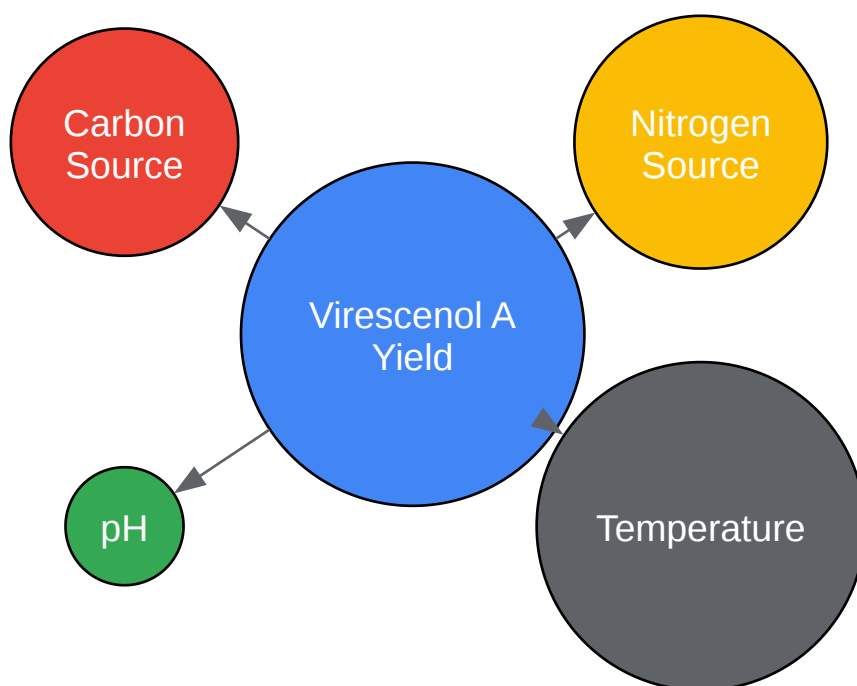 Carbon
Source
Nitrogen
Source
Virescenol A
Yield
pH
Temperature